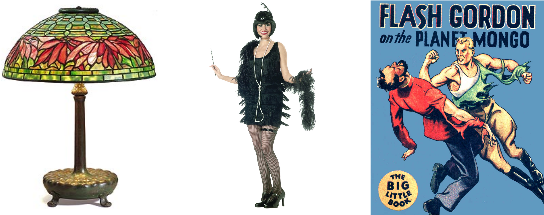 FLASH GORDON
on the PLANET MONGO
THE
BIG
LITTLE
BOOK